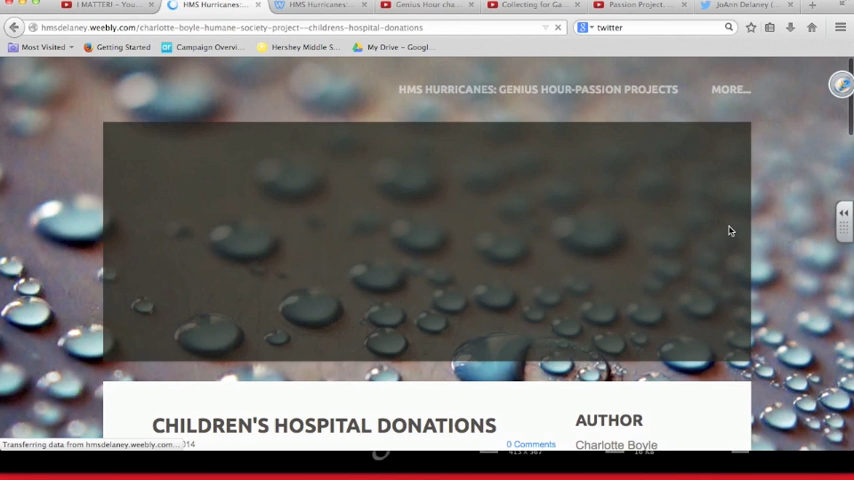 I MATTER! – You...
HMS Hurricanes:...
HMS Hurricanes: ...
Genius Hour cha...
Collecting for Ga...
Passion Project, ...
JoAnn Delaney (...
hmsdelaney.weebly.com/charlotte-boyle-humane-society-project--childrens-hospital-donations
twitter
Most Visited
Getting Started
Campaign Overvi...
Hershey Middle S...
My Drive – Googl...
HMS HURRICANES: GENIUS HOUR-PASSION PROJECTS
MORE...
CHILDREN'S HOSPITAL DONATIONS
AUTHOR
Transferring data from hmsdelaney.weebly.com...
14
0 Comments
Charlotte Boyle